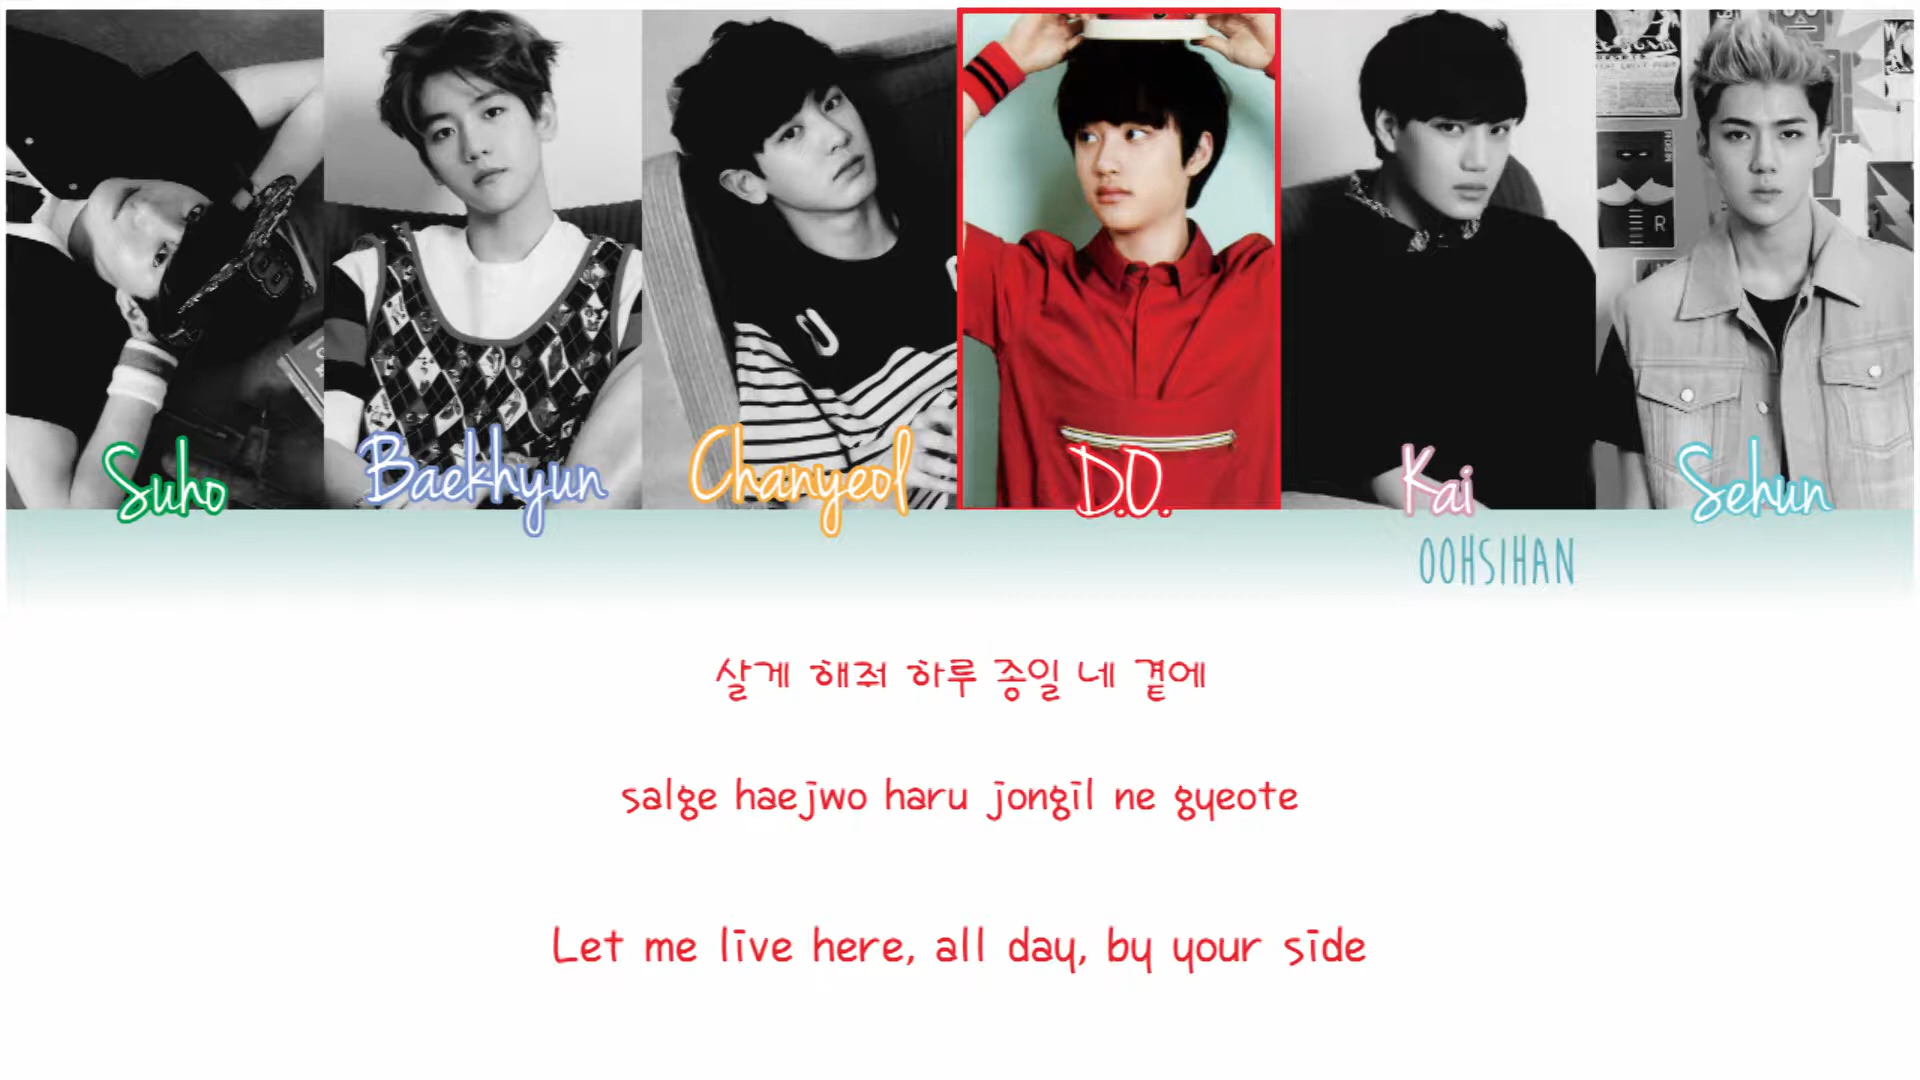 Suho
Baekhyun
Chanyeol
D.O.
Kai
Sehun
OOHSIHAN
살게 해줘 하루 종일 네 곁에
salge haejwo haru jongil ne gyeote
Let me live here, all day, by your side